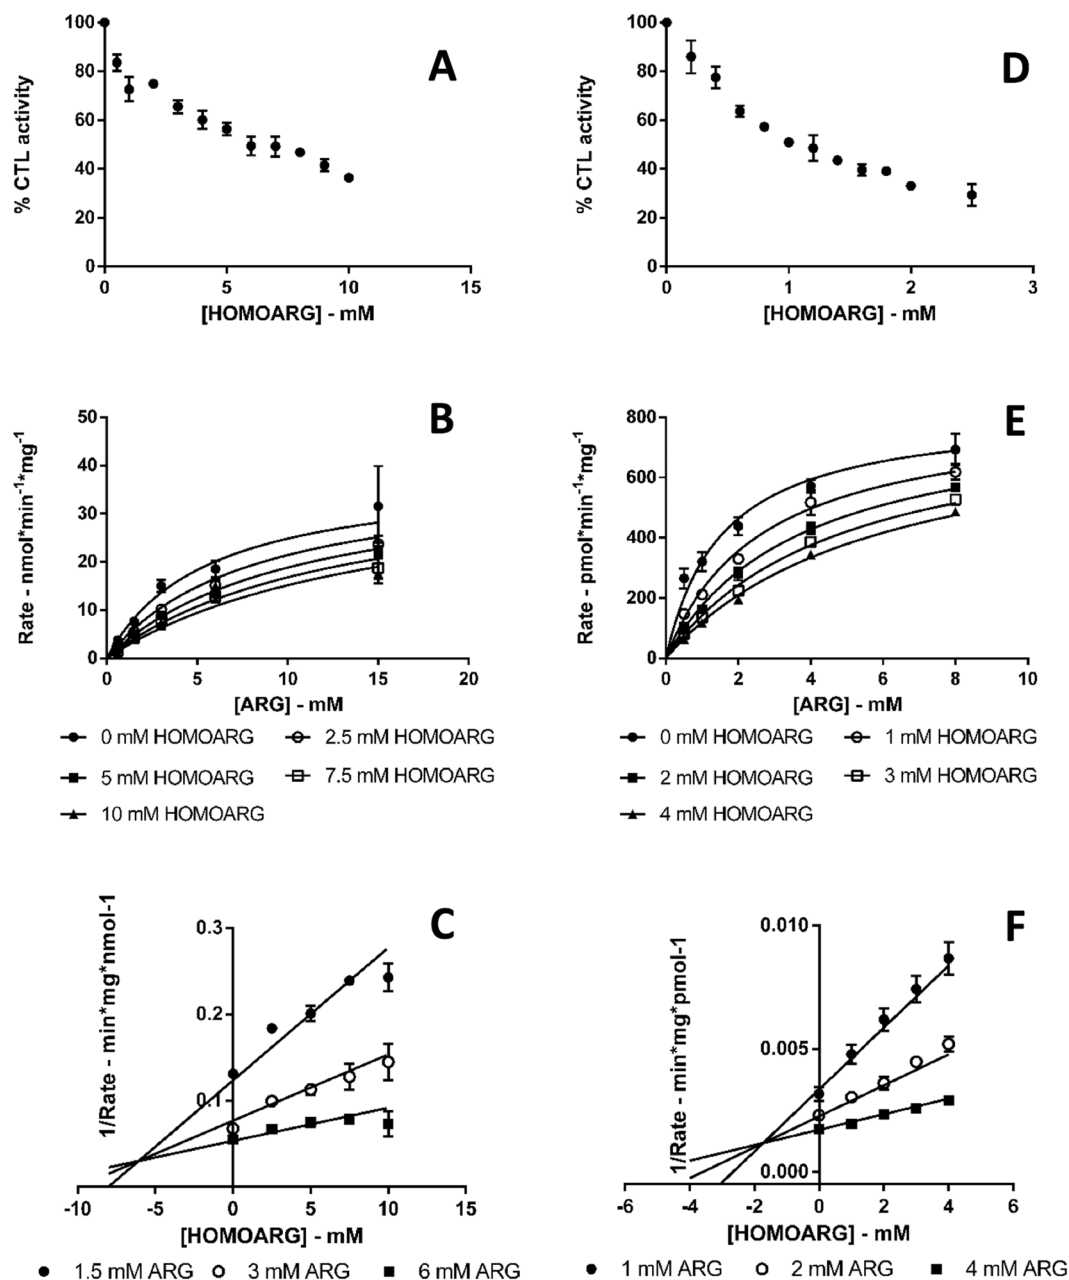 A
% CTL activity
100
80
60
40
20
0
0 5 10 15
[HOMOARG] - mM
D
% CTL activity
100
80
60
40
20
0
0 1 2 3
[HOMOARG] - mM
B
Rate - nmol*min-1*mg-1
50
40
30
20
10
0
0 5 10 15 20
[ARG] - mM
0 mM HOMOARG 2.5 mM HOMOARG
5 mM HOMOARG 7.5 mM HOMOARG
10 mM HOMOARG
E
Rate - pmol*min-1*mg-1
800
600
400
200
0
0 2 4 6 8 10
[ARG] - mM
0 mM HOMOARG 1 mM HOMOARG
2 mM HOMOARG 3 mM HOMOARG
4 mM HOMOARG
C
1/Rate - min*mg*nmol-1
0.3
0.2
0.1
-10 -5 0 5 10 15
[HOMOARG] - mM
1.5 mM ARG 3 mM ARG 6 mM ARG
F
1/Rate - min*mg*pmol-1
0.010
0.005
0.000
-6 -4 -2 0 2 4 6
[HOMOARG] - mM
1 mM ARG 2 mM ARG 4 mM ARG